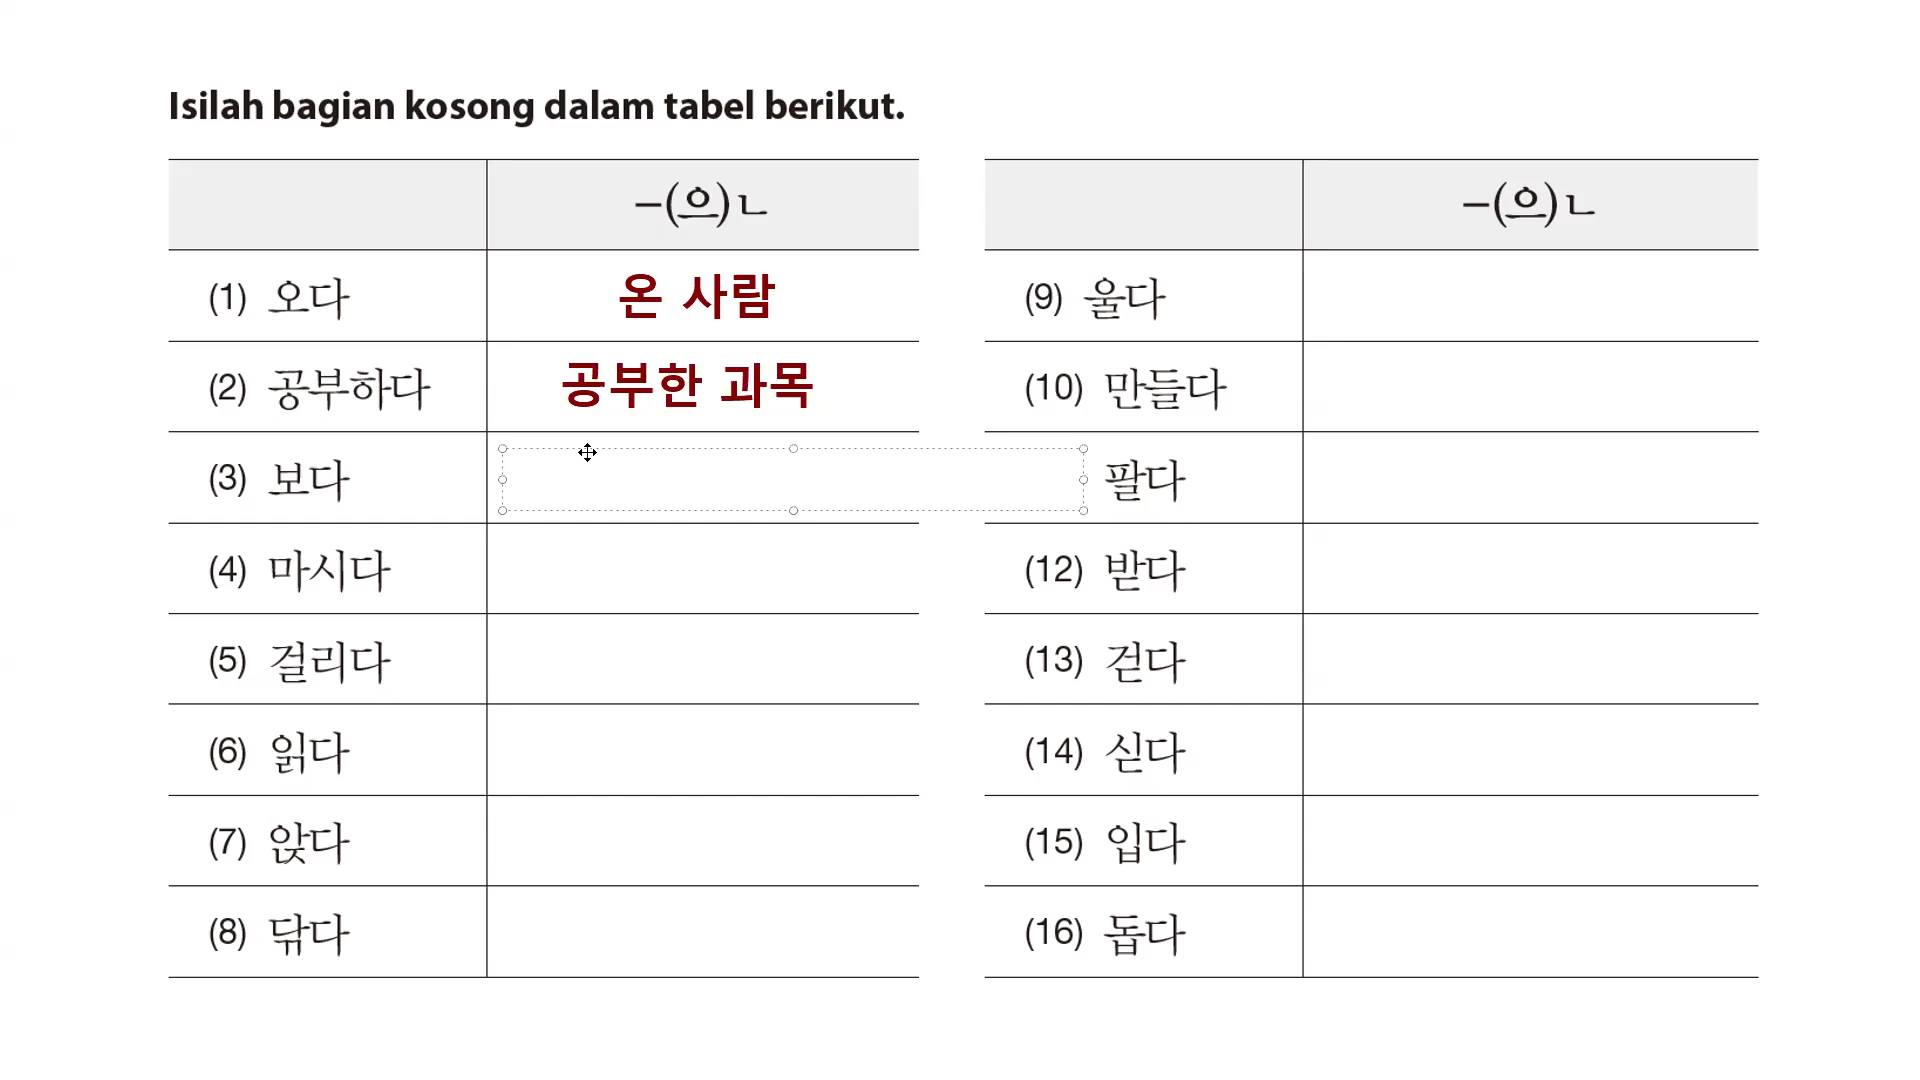 Isilah bagian kosong dalam tabel berikut.
–(으)ㄴ
(1) 오다 온 사람
(2) 공부하다 공부한 과목
(3) 보다
(4) 마시다
(5) 걸리다
(6) 읽다
(7) 앉다
(8) 닦다
–(으)ㄴ
(9) 울다
(10) 만들다
팔다
(12) 받다
(13) 걷다
(14) 싣다
(15) 입다
(16) 돕다